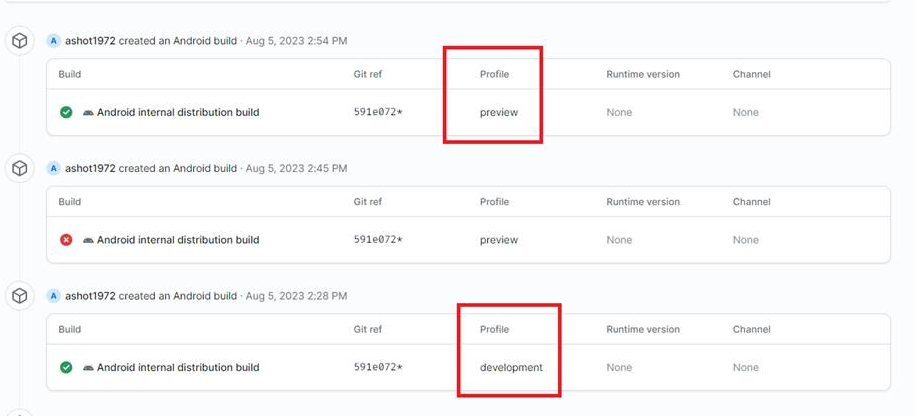 A ashot1972 created an Android build · Aug 5, 2023 2:54 PM
Build Git ref Profile Runtime version Channel
Android internal distribution build 591e072* preview None None
A ashot1972 created an Android build · Aug 5, 2023 2:45 PM
Build Git ref Profile Runtime version Channel
Android internal distribution build 591e072* preview None None
A ashot1972 created an Android build · Aug 5, 2023 2:28 PM
Build Git ref Profile Runtime version Channel
Android internal distribution build 591e072* development None None